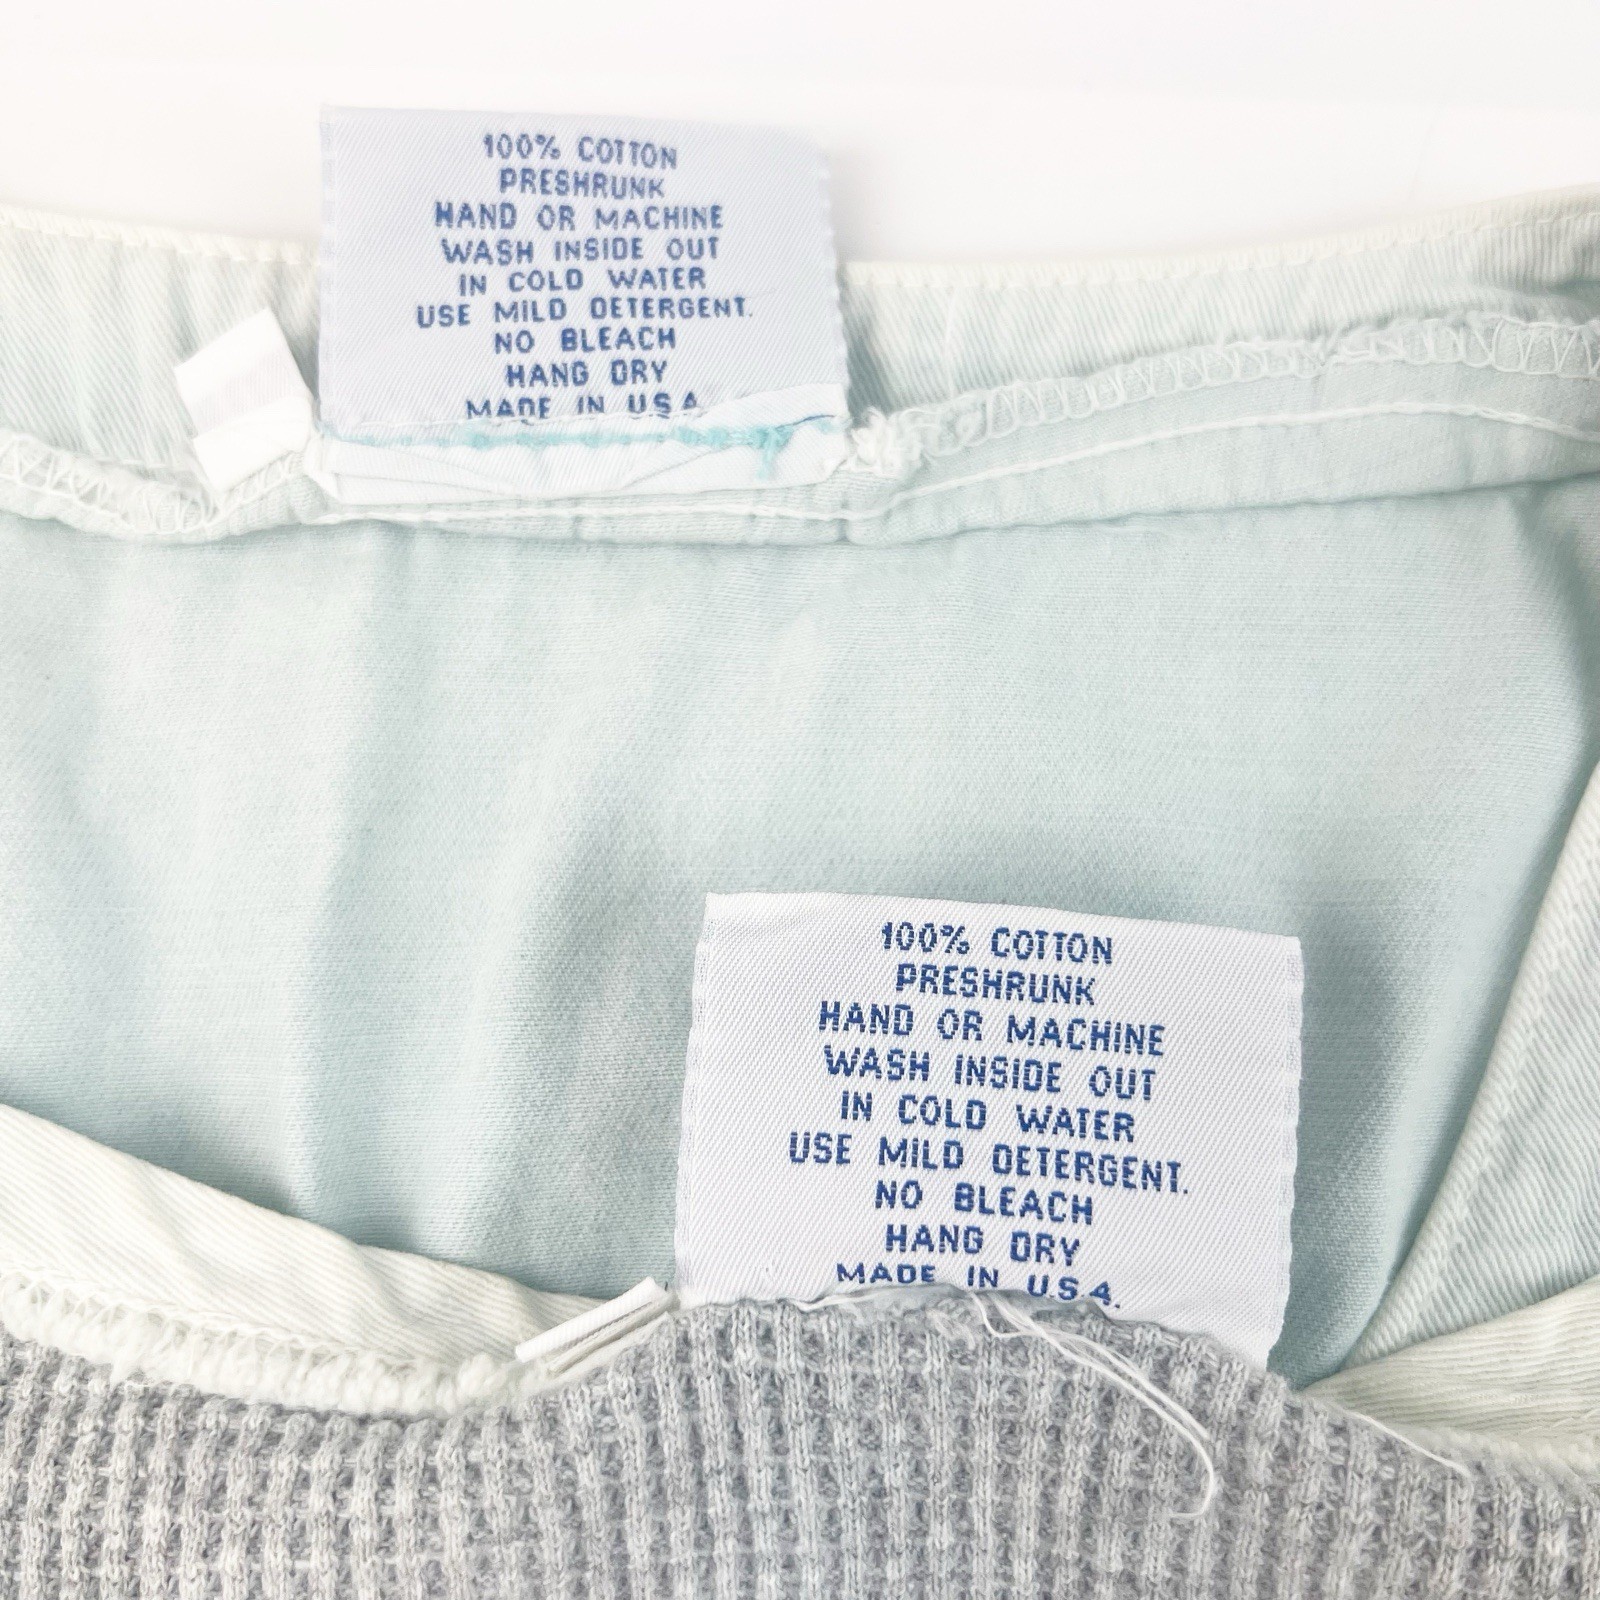 100% COTTON
PRESHRUNK
HAND OR MACHINE
WASH INSIDE OUT
IN COLD WATER
USE MILD DETERGENT.
NO BLEACH
HANG DRY
MADE IN U.S.A.
100% COTTON
PRESHRUNK
HAND OR MACHINE
WASH INSIDE OUT
IN COLD WATER
USE MILD DETERGENT.
NO BLEACH
HANG DRY
MADE IN U.S.A.